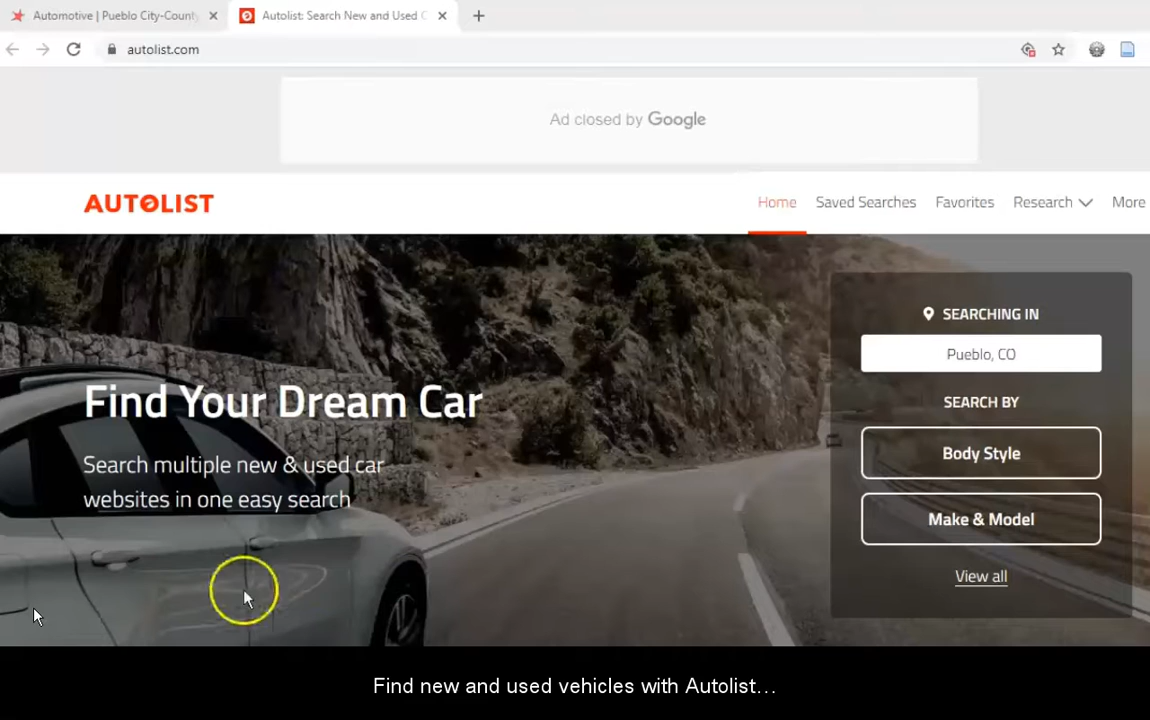 Automotive | Pueblo City-County
Autolist: Search New and Used C
autolist.com
Ad closed by Google
AUTOLIST
Home
Saved Searches
Favorites
Research
More
SEARCHING IN
Pueblo, CO
SEARCH BY
Body Style
Make & Model
View all
Find Your Dream Car
Search multiple new & used car
websites in one easy search
Find new and used vehicles with Autolist...